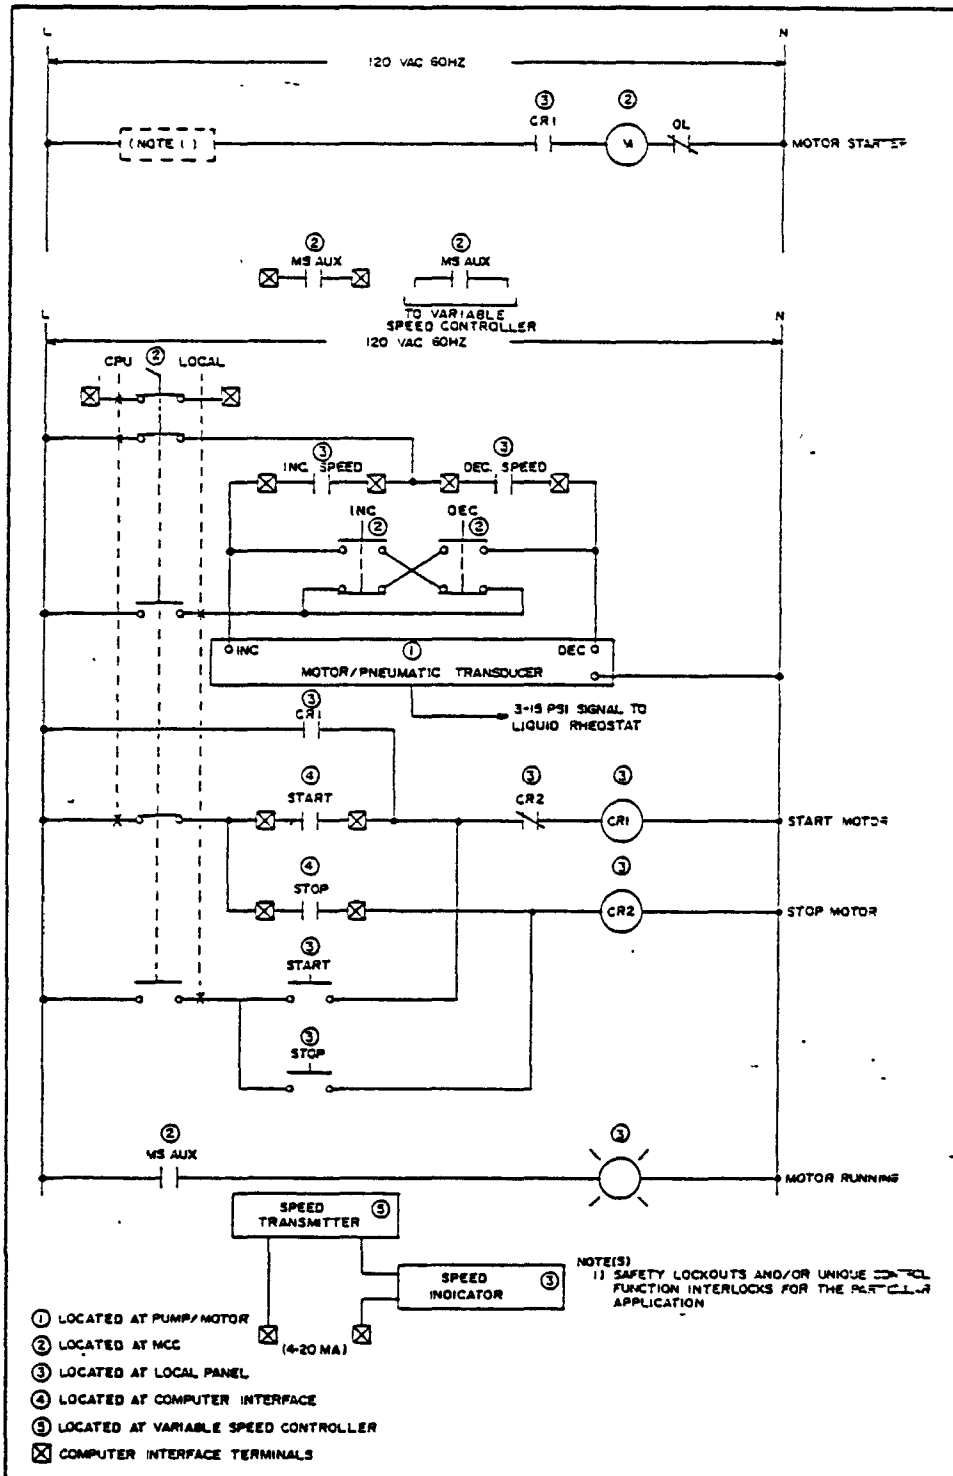 L N
120 VAC 60HZ
③ ②
CR1 OL
(NOTE 1) M MOTOR STARTER
② ②
MS AUX MS AUX
TO VARIABLE
SPEED CONTROLLER
L N
120 VAC 60HZ
CPU ② LOCAL
③ ③
INC. SPEED DEC. SPEED
INC DEC
② ②
INC ① DEC
MOTOR/PNEUMATIC TRANSDUCER
3-15 PSI SIGNAL TO
LIQUID RHEOSTAT
③
CR1
④ ③ ③
START CR2
CR1 START MOTOR
④ ③
STOP
CR2 STOP MOTOR
③
START
③
STOP
② ③
MS AUX
MOTOR RUNNING
SPEED
TRANSMITTER ⑤
SPEED
INDICATOR ③
(4-20 MA)
NOTE(S)
1) SAFETY LOCKOUTS AND/OR UNIQUE CONTROL
FUNCTION INTERLOCKS FOR THE PARTICULAR
APPLICATION
① LOCATED AT PUMP/MOTOR
② LOCATED AT MCC
③ LOCATED AT LOCAL PANEL
④ LOCATED AT COMPUTER INTERFACE
⑤ LOCATED AT VARIABLE SPEED CONTROLLER
COMPUTER INTERFACE TERMINALS